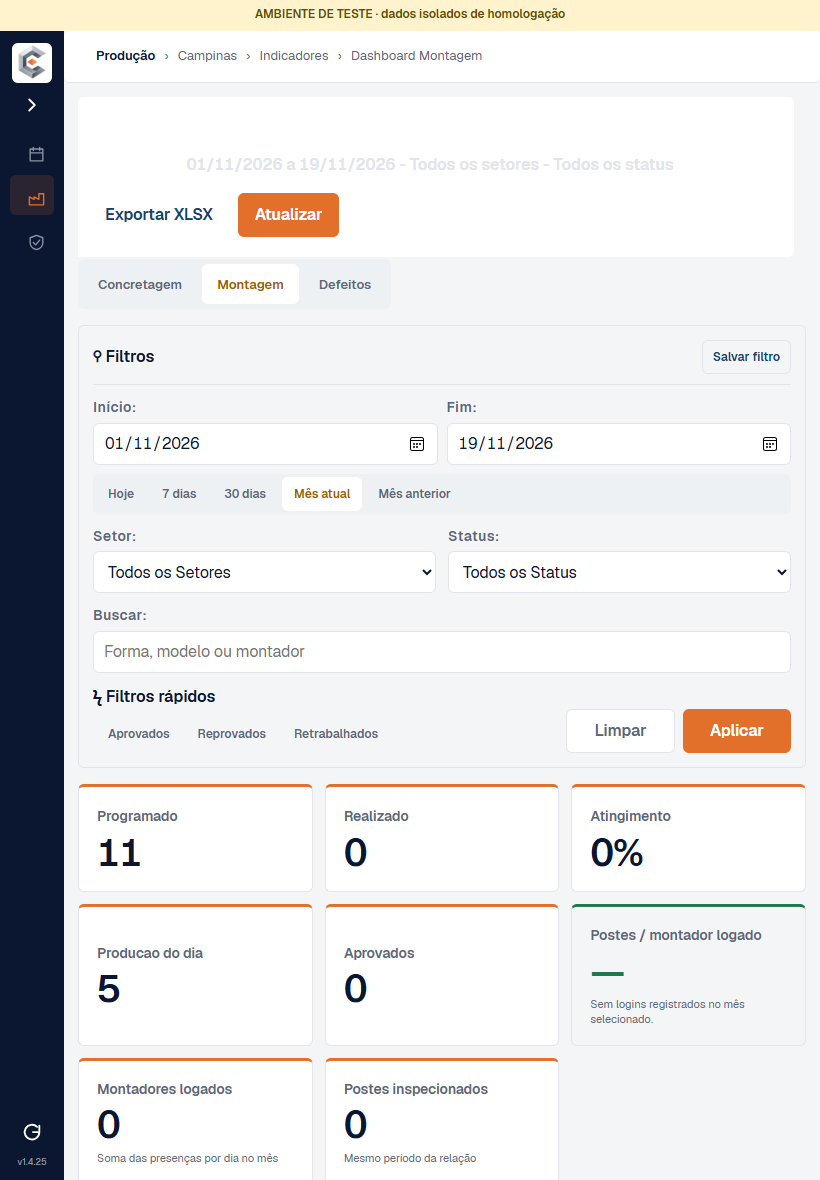 AMBIENTE DE TESTE · dados isolados de homologação
Produção › Campinas › Indicadores › Dashboard Montagem
01/11/2026 a 19/11/2026 - Todos os setores - Todos os status
Exportar XLSX
Atualizar
Concretagem Montagem Defeitos
Filtros
Salvar filtro
Início: Fim:
01/11/2026 19/11/2026
Hoje 7 dias 30 dias Mês atual Mês anterior
Setor: Status:
Todos os Setores Todos os Status
Buscar:
Forma, modelo ou montador
Filtros rápidos
Aprovados Reprovados Retrabalhados
Limpar Aplicar
Programado
11
Realizado
0
Atingimento
0%
Producao do dia
5
Aprovados
0
Postes / montador logado
—
Sem logins registrados no mês
selecionado.
Montadores logados
0
Soma das presenças por dia no mês
Postes inspecionados
0
Mesmo periodo da relação
v1.4.25